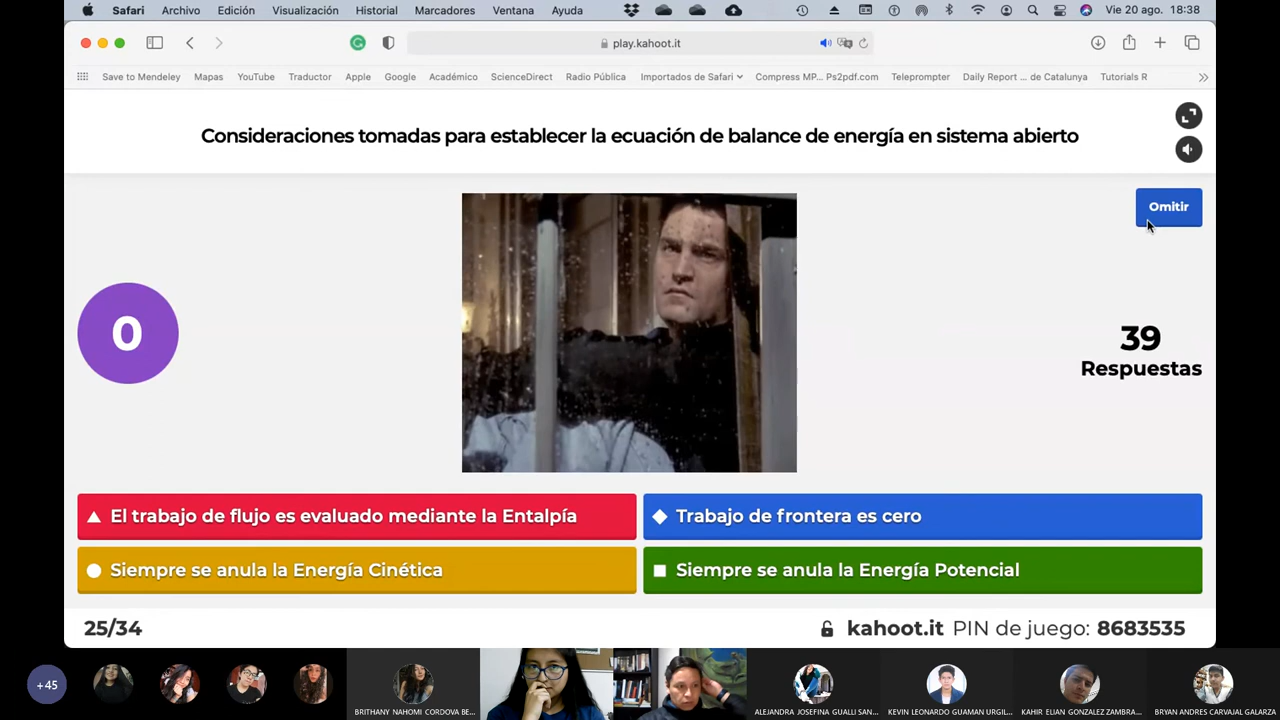 Safari Archivo Edición Visualización Historial Marcadores Ventana Ayuda Vie 20 ago. 18:38
play.kahoot.it
Save to Mendeley Mapas YouTube Traductor Apple Google Académico ScienceDirect Radio Pública Importados de Safari Compress MP... Ps2pdf.com Teleprompter Daily Report ... de Catalunya Tutorials R
Consideraciones tomadas para establecer la ecuación de balance de energía en sistema abierto
Omitir
0
39
Respuestas
El trabajo de flujo es evaluado mediante la Entalpía
Trabajo de frontera es cero
Siempre se anula la Energía Cinética
Siempre se anula la Energía Potencial
25/34
kahoot.it PIN de juego: 8683535
+45
BRITHANY NAHOMI CORDOVA BE...
ALEJANDRA JOSEFINA GUALLI SAN...
KEVIN LEONARDO GUAMAN URGIL...
KAHIR ELIAN GONZALEZ ZAMBRA...
BRYAN ANDRES CARVAJAL GALARZA